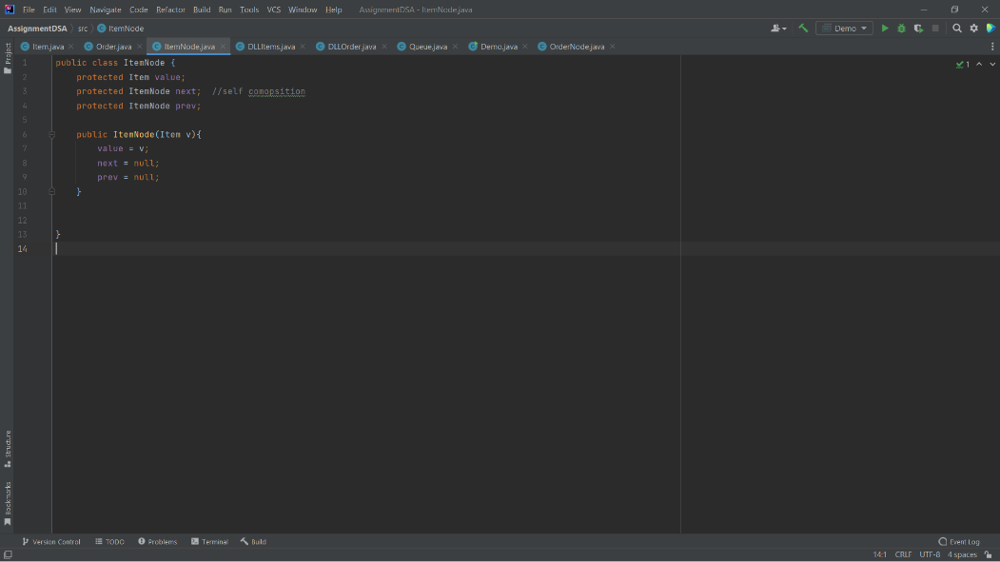 File Edit View Navigate Code Refactor Build Run Tools VCS Window Help AssignmentDSA - ItemNode.java
AssignmentDSA src ItemNode Demo
Project
Item.java Order.java ItemNode.java DLLItems.java DLLOrder.java Queue.java Demo.java OrderNode.java
1 public class ItemNode { 1
2 protected Item value;
3 protected ItemNode next; //self comopsition
4 protected ItemNode prev;
5
6 public ItemNode(Item v){
7 value = v;
8 next = null;
9 prev = null;
10 }
11
12
13 }
14
Structure
Bookmarks
Version Control TODO Problems Terminal Build Event Log
14:1 CRLF UTF-8 4 spaces